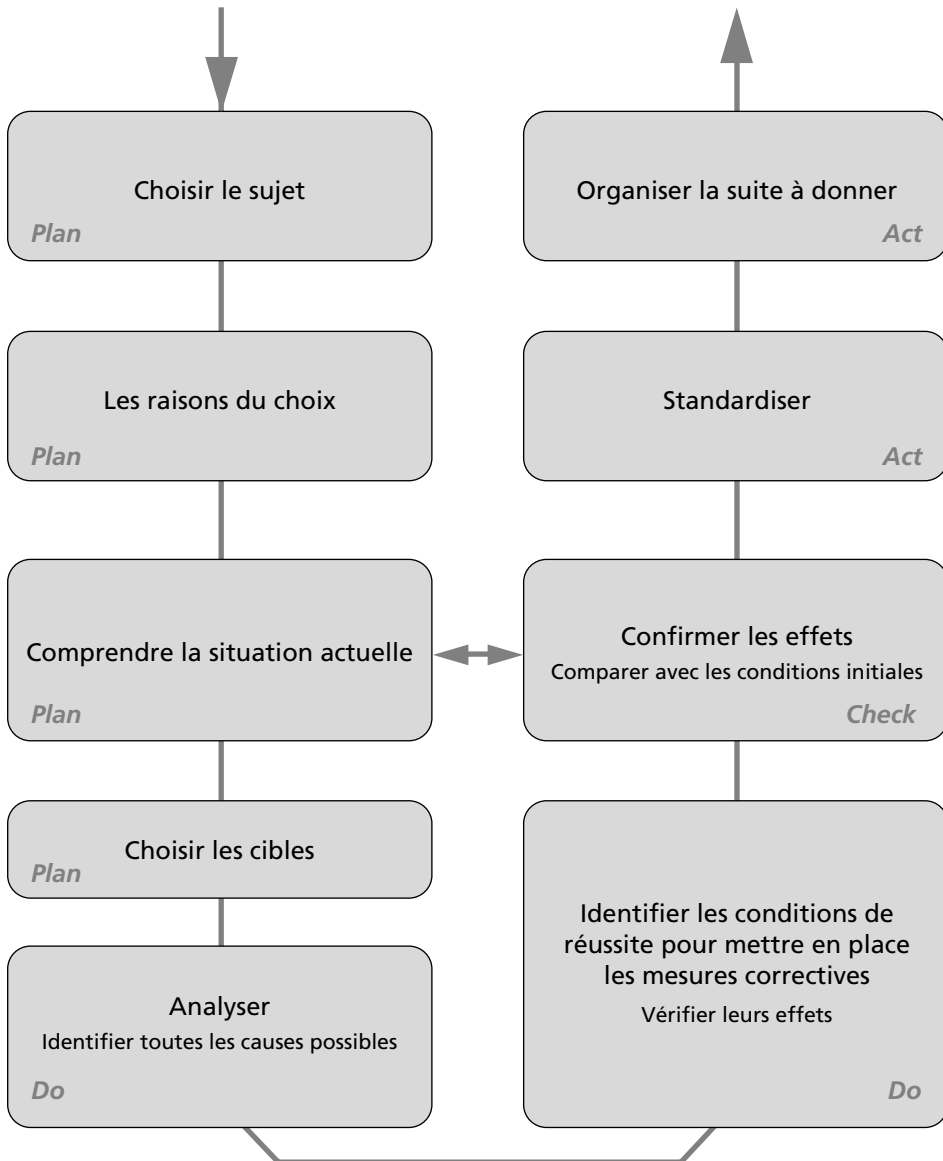 Choisir le sujet
Plan
Les raisons du choix
Plan
Comprendre la situation actuelle
Plan
Choisir les cibles
Plan
Analyser
Identifier toutes les causes possibles
Do
Identifier les conditions de
réussite pour mettre en place
les mesures correctives
Vérifier leurs effets
Do
Confirmer les effets
Comparer avec les conditions initiales
Check
Standardiser
Act
Organiser la suite à donner
Act